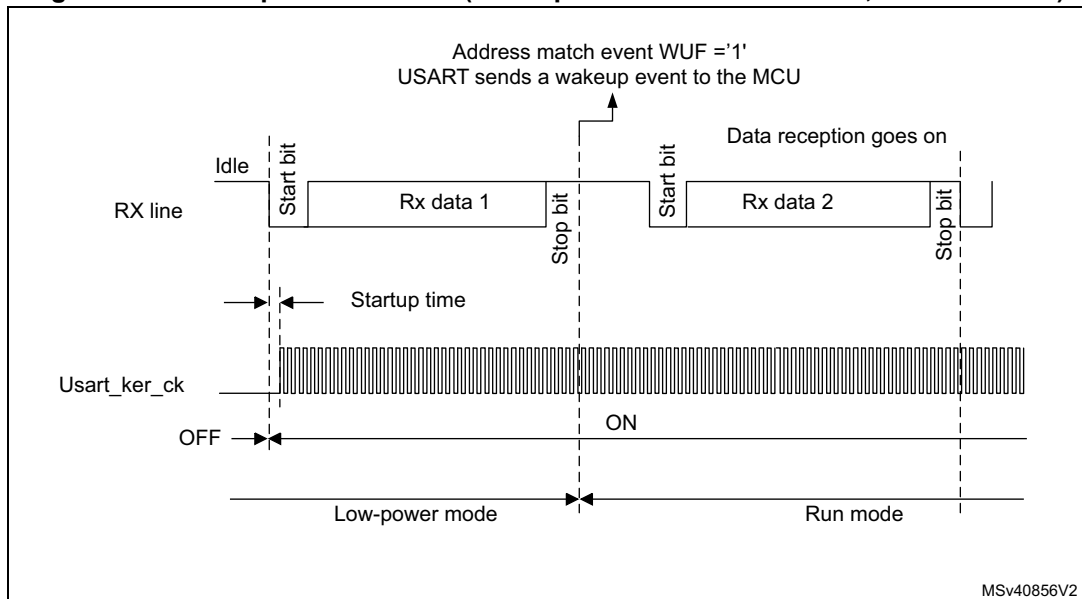 Address match event WUF ='1'
USART sends a wakeup event to the MCU
Data reception goes on
Idle
Start bit
Start bit
RX line
Rx data 1
Rx data 2
Stop bit
Stop bit
Startup time
Usart_ker_ck
OFF
ON
Low-power mode
Run mode
MSv40856V2